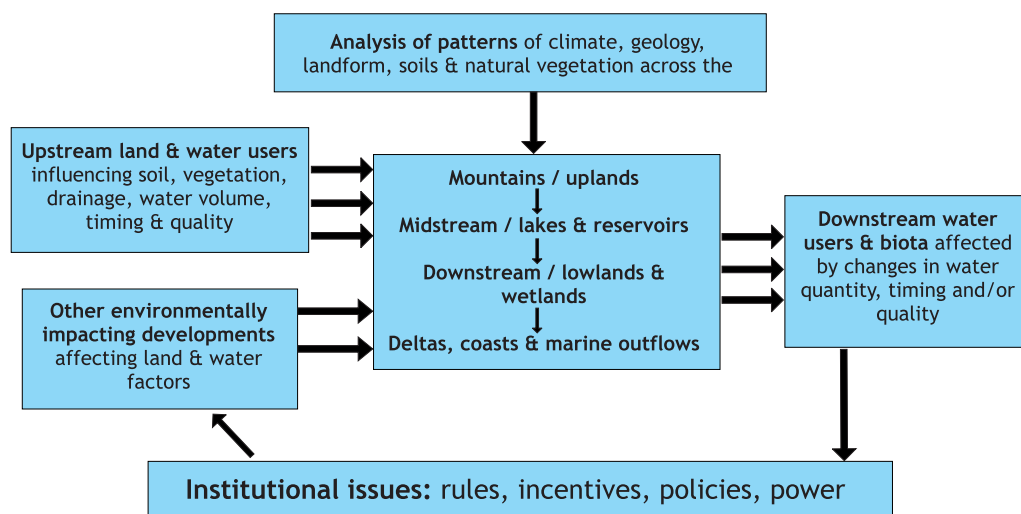 Analysis of patterns of climate, geology,
landform, soils & natural vegetation across the
Upstream land & water users
influencing soil, vegetation,
drainage, water volume,
timing & quality
Mountains / uplands
Midstream / lakes & reservoirs
Downstream / lowlands &
wetlands
Deltas, coasts & marine outflows
Downstream water
users & biota affected
by changes in water
quantity, timing and/or
quality
Other environmentally
impacting developments
affecting land & water
factors
Institutional issues: rules, incentives, policies, power